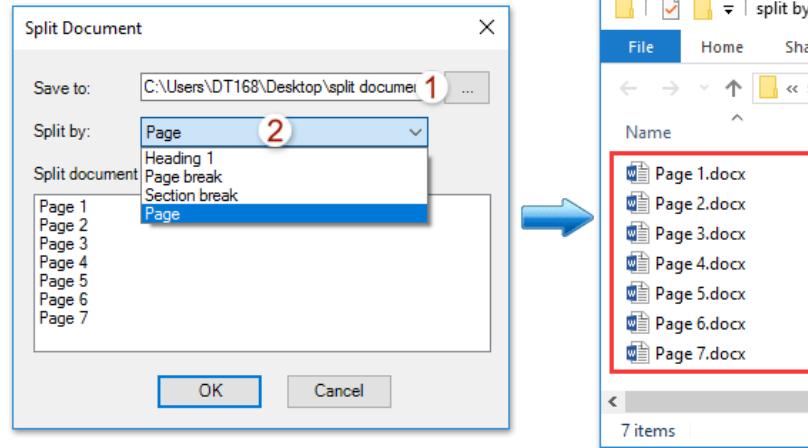 Split Document
Save to:
C:\Users\DT168\Desktop\split
1
...
Split by:
Page
2
Heading 1
Page break
Section break
Page
Split document
Page 1
Page 2
Page 3
Page 4
Page 5
Page 6
Page 7
OK
Cancel
split by
File
Home
Name
Page 1.docx
Page 2.docx
Page 3.docx
Page 4.docx
Page 5.docx
Page 6.docx
Page 7.docx
7 items